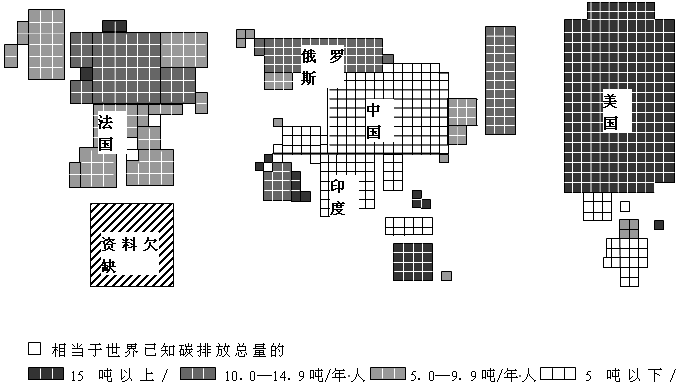 俄 罗
斯
中
国
美
国
法
国
印
度
资 料 欠
缺
相当于世界已知碳排放总量的
15 吨 以 上 / 10. 0—14. 9 吨/年·人 5. 0—9. 9 吨/年·人 5 吨 以 下 /